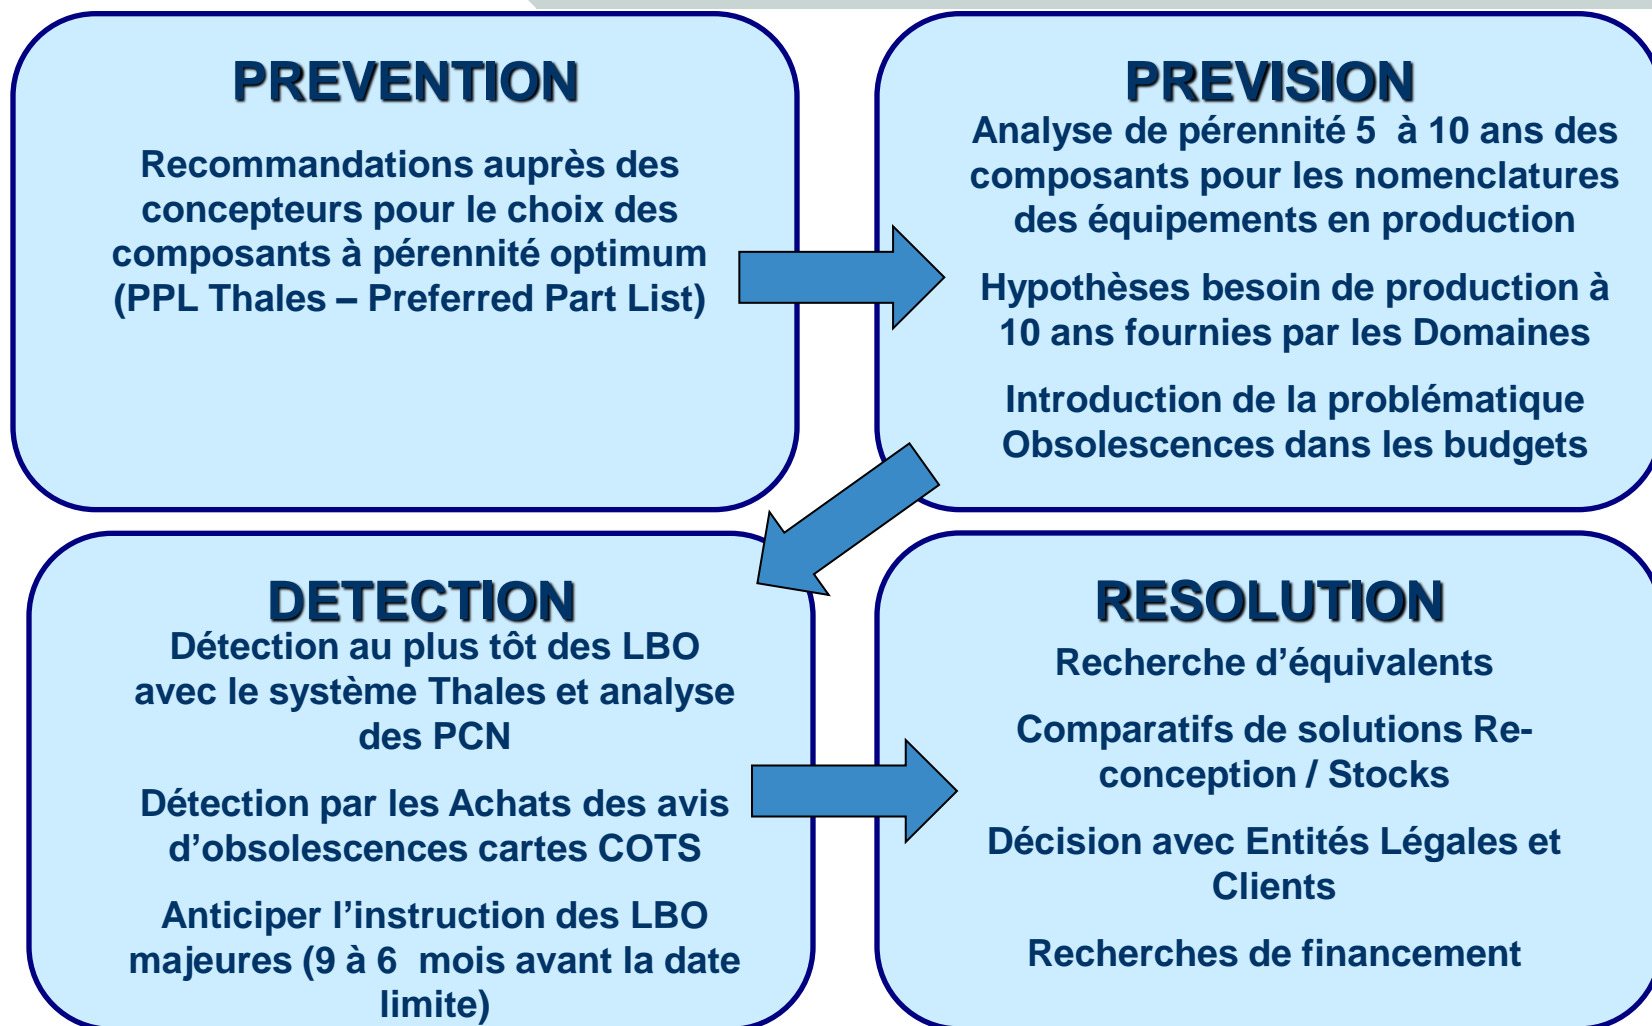 PREVENTION
Recommandations auprès des
concepteurs pour le choix des
composants à pérennité optimum
(PPL Thales – Preferred Part List)
PREVISION
Analyse de pérennité 5 à 10 ans des
composants pour les nomenclatures
des équipements en production
Hypothèses besoin de production à
10 ans fournies par les Domaines
Introduction de la problématique
Obsolescences dans les budgets
DETECTION
Détection au plus tôt des LBO
avec le système Thales et analyse
des PCN
Détection par les Achats des avis
d’obsolescences cartes COTS
Anticiper l’instruction des LBO
majeures (9 à 6 mois avant la date
limite)
RESOLUTION
Recherche d’équivalents
Comparatifs de solutions Re-
conception / Stocks
Décision avec Entités Légales et
Clients
Recherches de financement